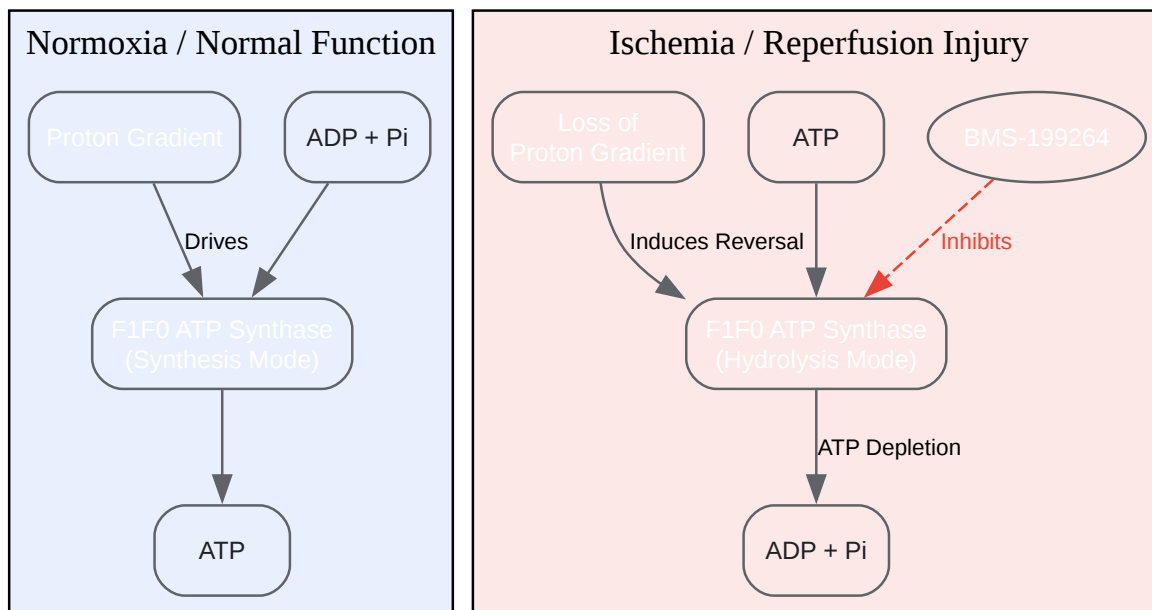 Normoxia / Normal Function
Proton Gradient
ADP + Pi
Drives
F1F0 ATP Synthase
(Synthesis Mode)
ATP
Ischemia / Reperfusion Injury
Loss of
Proton Gradient
ATP
BMS-199264
Induces Reversal
Inhibits
F1F0 ATP Synthase
(Hydrolysis Mode)
ATP Depletion
ADP + Pi